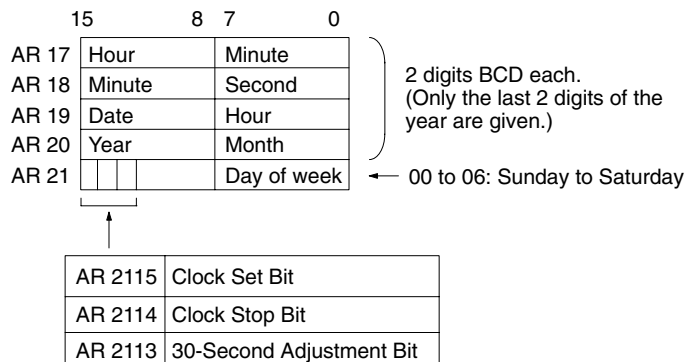 15 8 7 0
AR 17 Hour Minute
AR 18 Minute Second
AR 19 Date Hour
AR 20 Year Month
AR 21 Day of week
2 digits BCD each.
(Only the last 2 digits of the
year are given.)
00 to 06: Sunday to Saturday
AR 2115 Clock Set Bit
AR 2114 Clock Stop Bit
AR 2113 30-Second Adjustment Bit